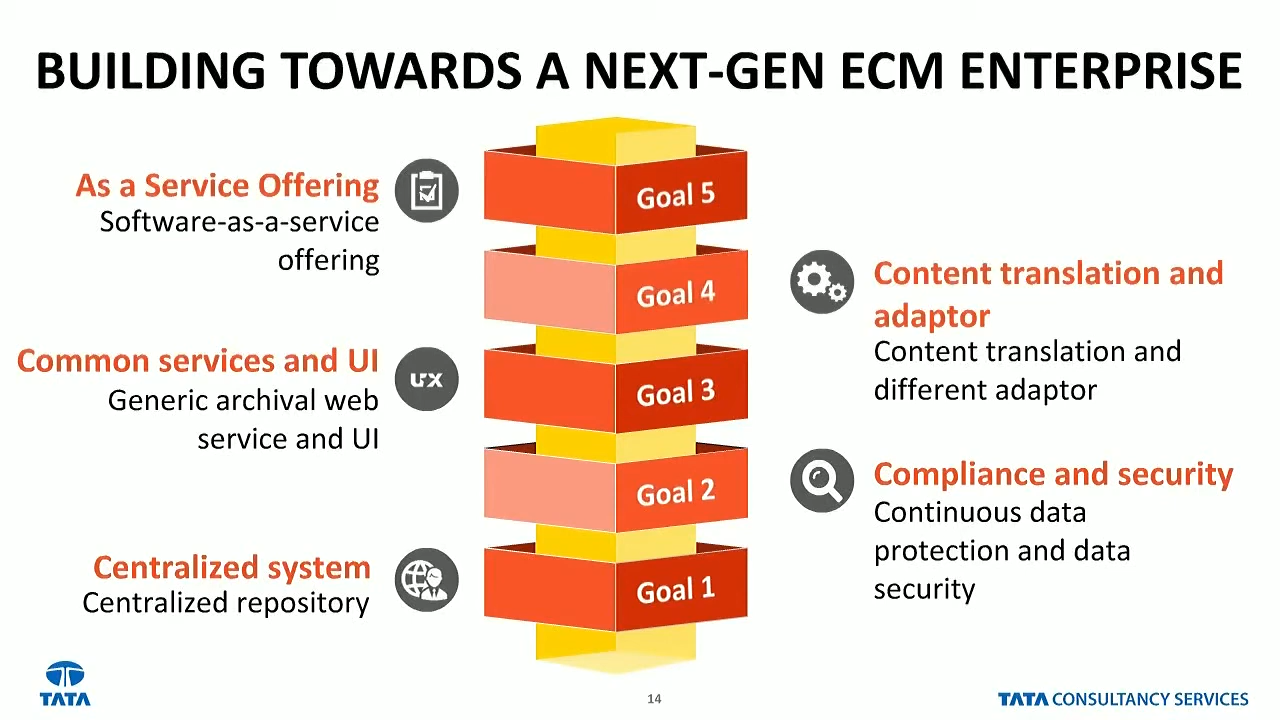 BUILDING TOWARDS A NEXT-GEN ECM ENTERPRISE
As a Service Offering
Software-as-a-service
offering
Goal 5
Goal 4
Content translation and
adaptor
Content translation and
different adaptor
Common services and UI
Generic archival web
service and UI
UX
Goal 3
Goal 2
Compliance and security
Continuous data
protection and data
security
Centralized system
Centralized repository
Goal 1
TATA
14
TATA CONSULTANCY SERVICES